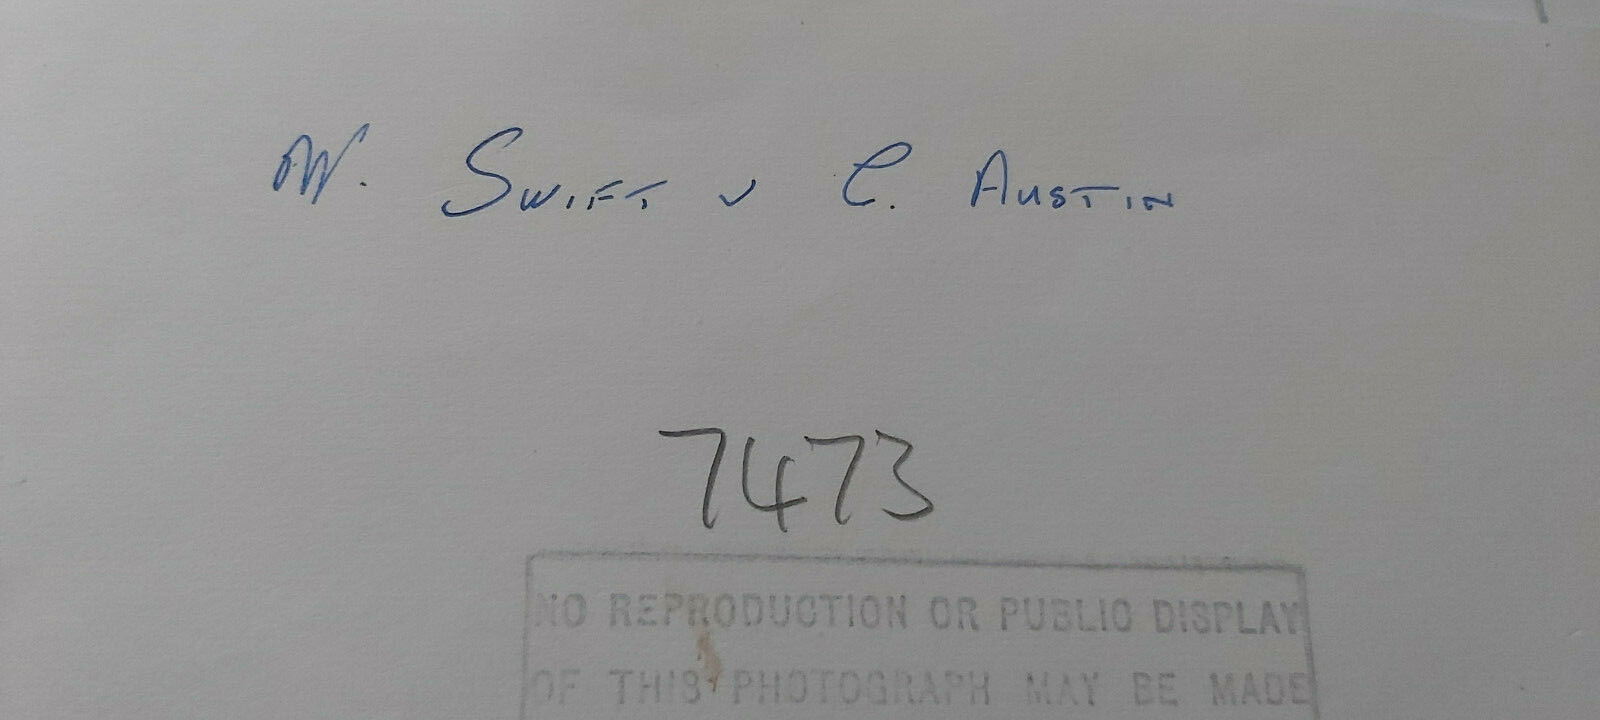 W. SWIFT v C. AUSTIN
7473
NO REPRODUCTION OR PUBLIC DISPLAY
OF THIS PHOTOGRAPH MAY BE MADE